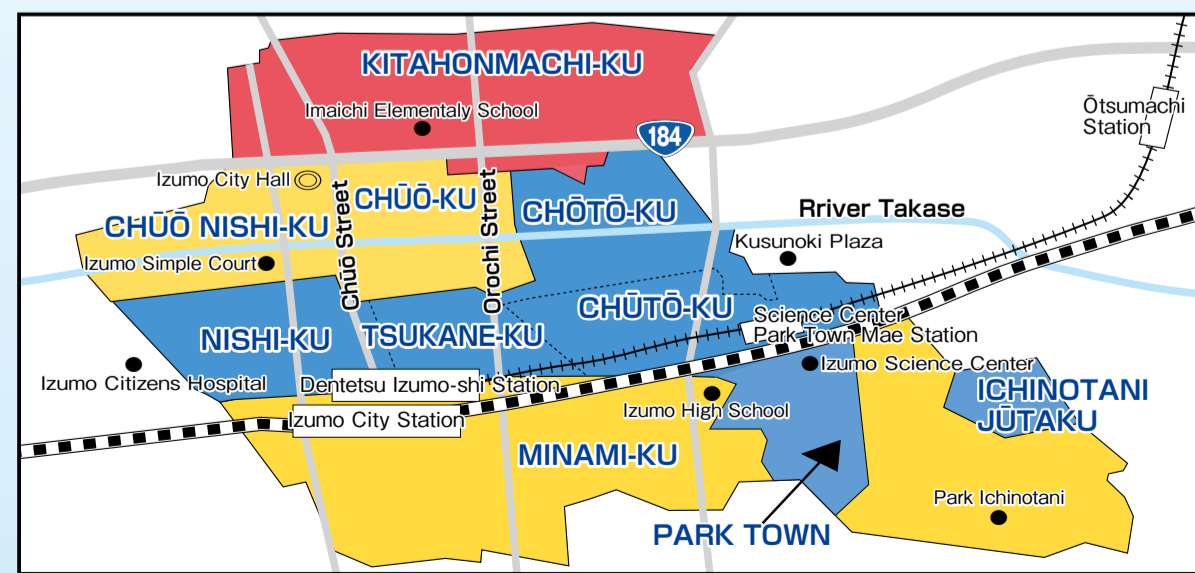 KITAHONMACHI-KU
Imaichi Elementaly School
184
Ōtsumachi
Station
Izumo City Hall
CHŪŌ-KU
CHŪŌ NISHI-KU
Chūō Street
Orochi Street
CHŌTŌ-KU
Rriver Takase
Kusunoki Plaza
Izumo Simple Court
NISHI-KU
TSUKANE-KU
CHŪTŌ-KU
Science Center
Park Town Mae Station
Izumo Citizens Hospital
Dentetsu Izumo-shi Station
Izumo Science Center
Izumo City Station
Izumo High School
ICHINOTANI
JŪTAKU
MINAMI-KU
Park Ichinotani
PARK TOWN